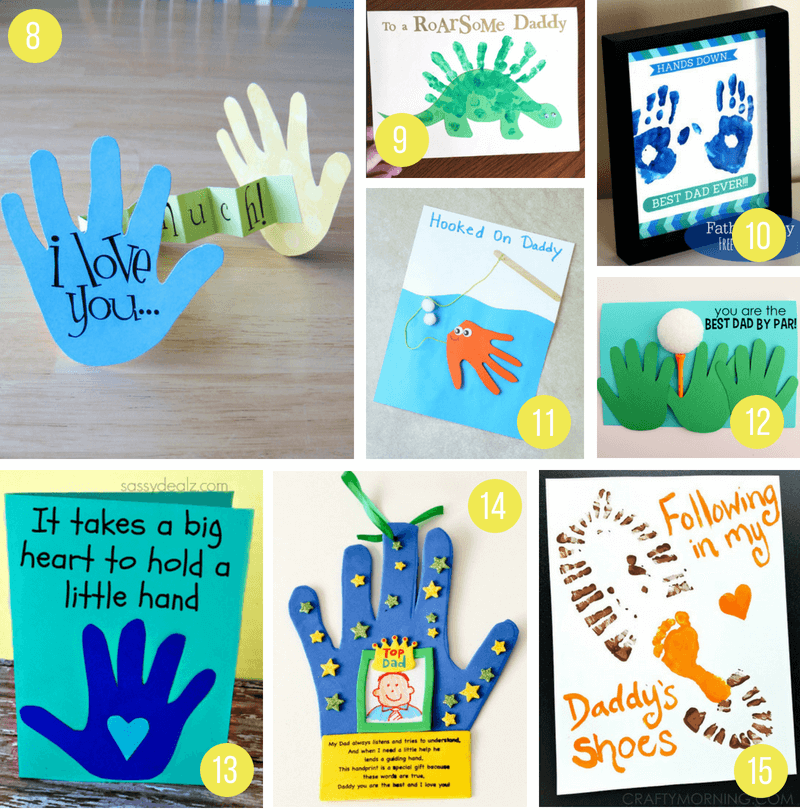 8
i love
you...
much!
To a RoarSome Daddy
9
HANDS DOWN
BEST DAD EVER!!!
10
Hooked On Daddy
11
you are the
BEST DAD BY PAR!
12
sassydealz.com
It takes a big
heart to hold a
little hand
13
14
TOP
Dad
My Dad always listens and tries to understand,
And when I need a little help he
lends a guiding hand,
This handprint is a special gift because
these words are true,
Daddy you are the best and I love you!
Following
in my
Daddy's
Shoes
15
CRAFTYMORNING.COM